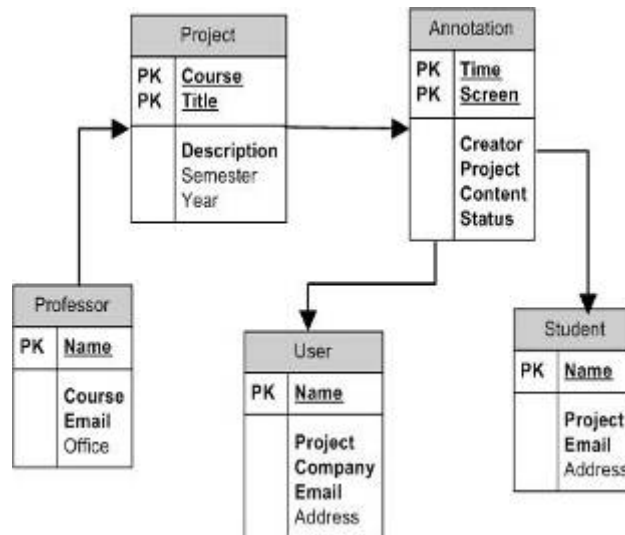 Project
PK Course
PK Title
Description
Semester
Year
Annotation
PK Time
PK Screen
Creator
Project
Content
Status
Professor
PK Name
Course
Email
Office
User
PK Name
Project
Company
Email
Address
Student
PK Name
Project
Email
Address